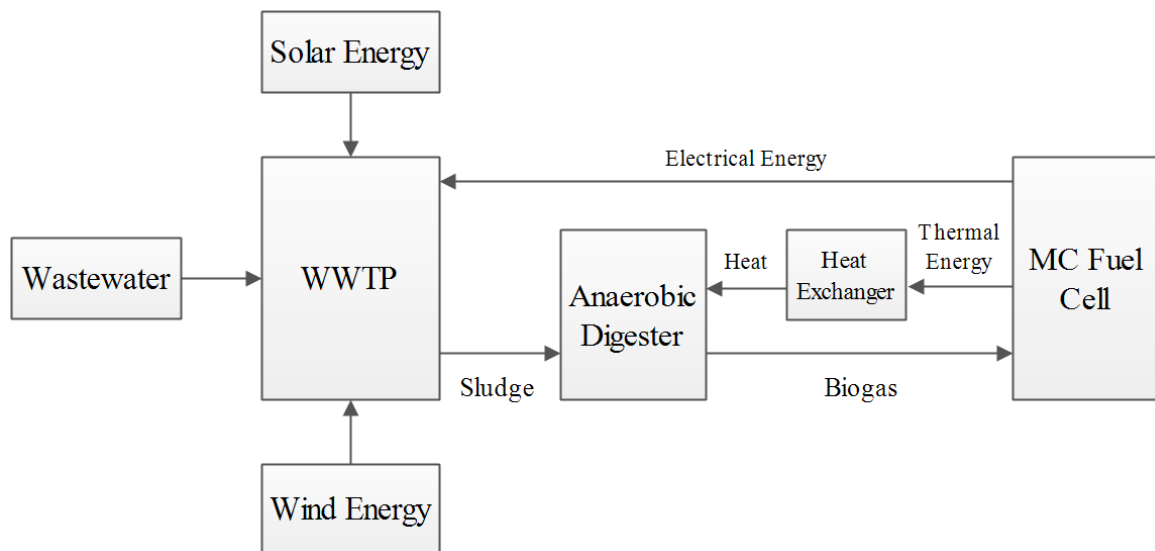 Solar Energy
Electrical Energy
Wastewater
WWTP
Anaerobic
Digester
Heat
Heat
Exchanger
Thermal
Energy
MC Fuel
Cell
Sludge
Biogas
Wind Energy